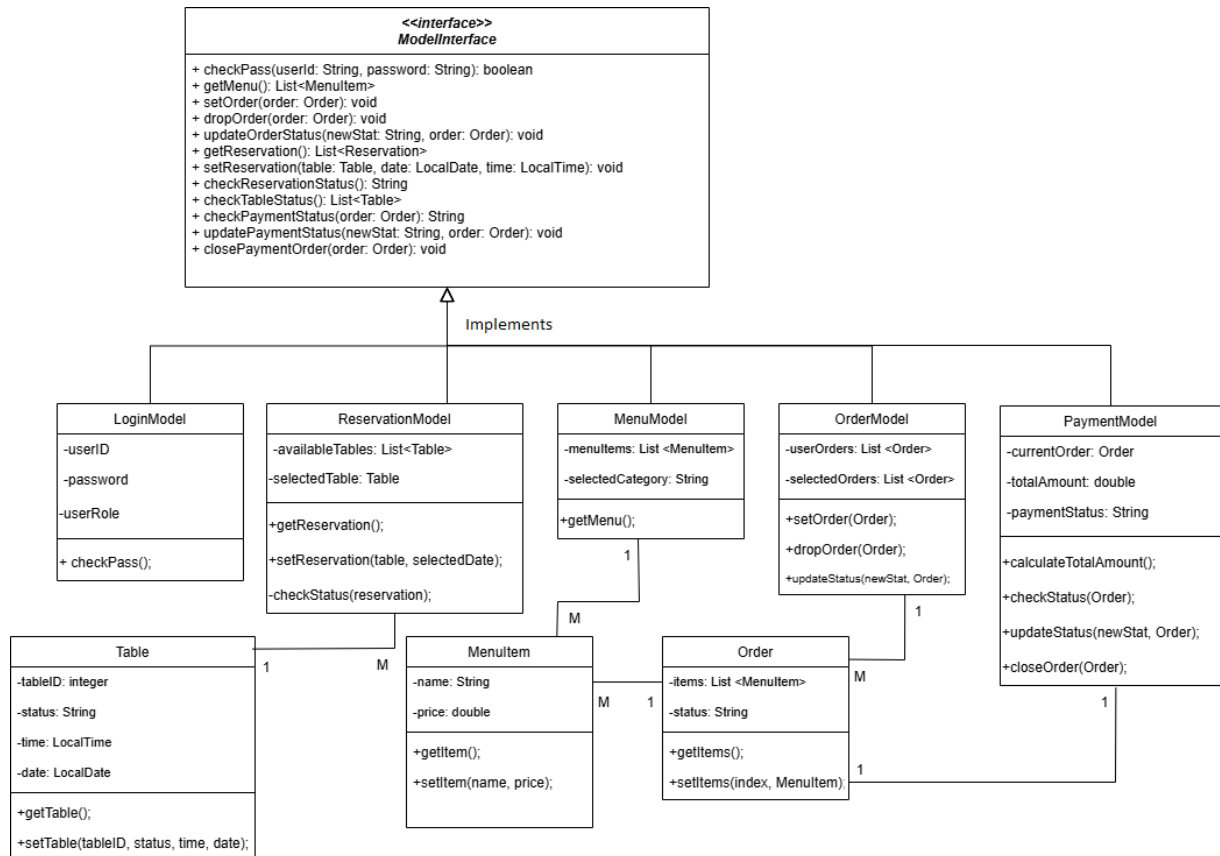 <<interface>>
ModelInterface
+ checkPass(userId: String, password: String): boolean
+ getMenu(): List<MenuItem>
+ setOrder(order: Order): void
+ dropOrder(order: Order): void
+ updateOrderStatus(newStat: String, order: Order): void
+ getReservation(): List<Reservation>
+ setReservation(table: Table, date: LocalDate, time: LocalTime): void
+ checkReservationStatus(): String
+ checkTableStatus(): List<Table>
+ checkPaymentStatus(order: Order): String
+ updatePaymentStatus(newStat: String, order: Order): void
+ closePaymentOrder(order: Order): void
Implements
LoginModel
-userID
-password
-userRole
+ checkPass();
ReservationModel
-availableTables: List<Table>
-selectedTable: Table
+getReservation();
+setReservation(table, selectedDate);
-checkStatus(reservation);
MenuModel
-menuItems: List <MenuItem>
-selectedCategory: String
+getMenu();
OrderModel
-userOrders: List <Order>
-selectedOrders: List <Order>
+setOrder(Order);
+dropOrder(Order);
+updateStatus(newStat, Order);
PaymentModel
-currentOrder: Order
-totalAmount: double
-paymentStatus: String
+calculateTotalAmount();
+checkStatus(Order);
+updateStatus(newStat, Order);
+closeOrder(Order);
1
M
1
M
1
M
M
1
1
1
Table
-tableID: integer
-status: String
-time: LocalTime
-date: LocalDate
+getTable();
+setTable(tableID, status, time, date);
MenuItem
-name: String
-price: double
+getItem();
+setItem(name, price);
Order
-items: List <MenuItem>
-status: String
+getItems();
+setItems(index, MenuItem);